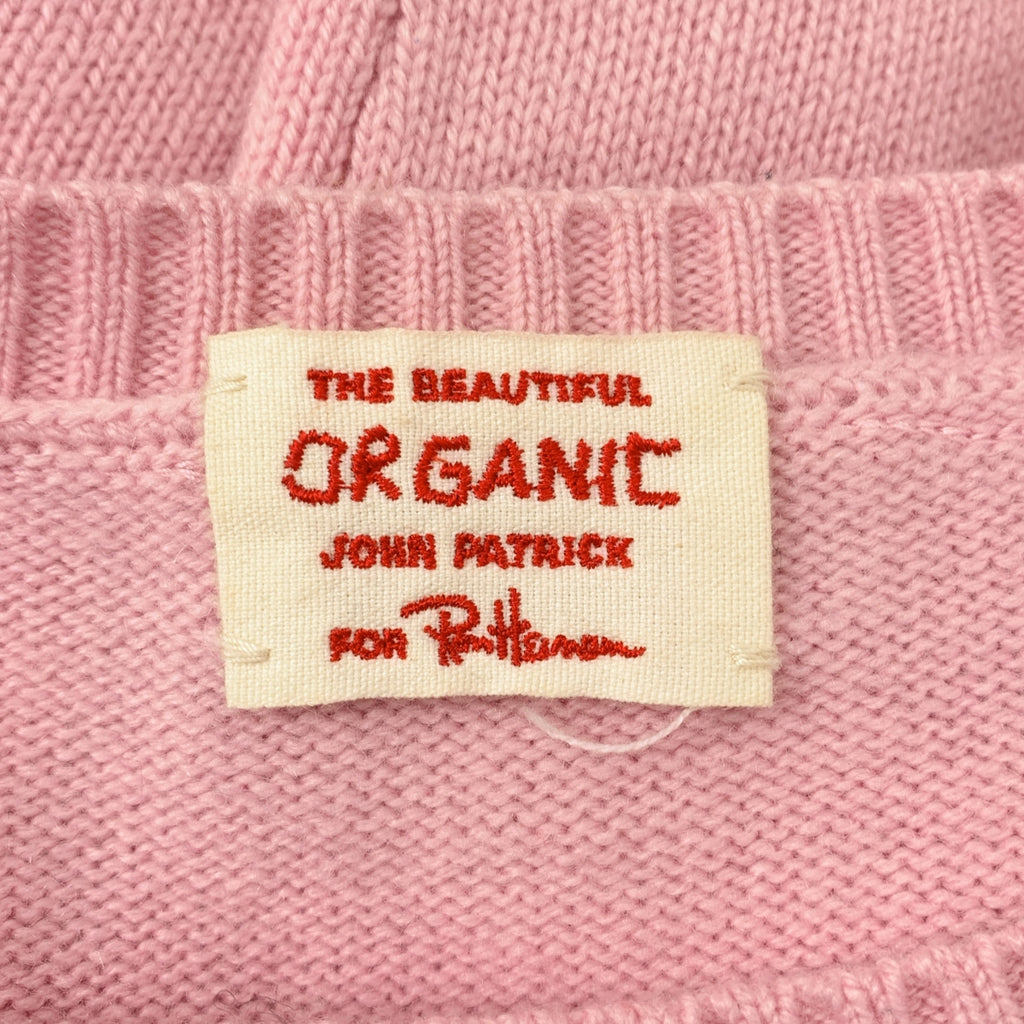 THE BEAUTIFUL
ORGANIC
JOHN PATRICK
FOR Ron Herman